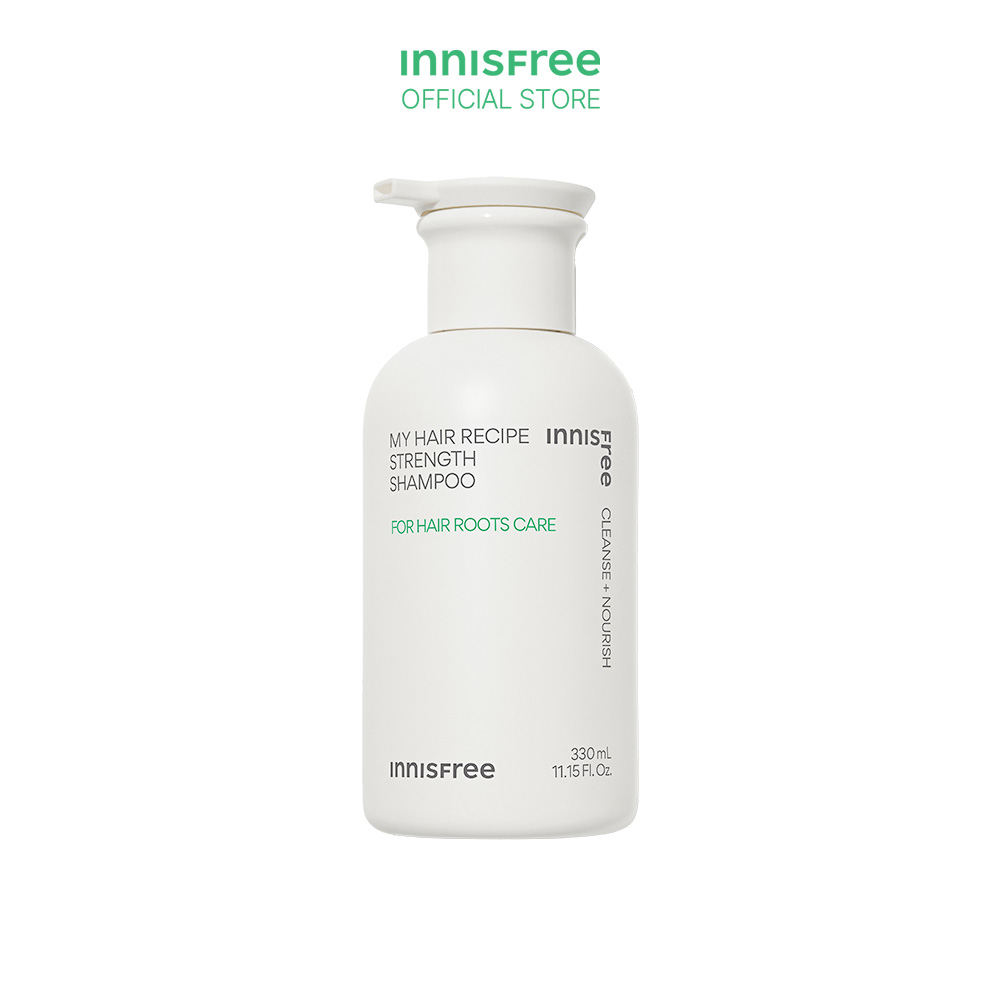 innisfree
OFFICIAL STORE
MY HAIR RECIPE
STRENGTH
SHAMPOO
FOR HAIR ROOTS CARE
innisfree
CLEANSE + NOURISH
innisfree
330 mL
11.15 Fl. Oz.